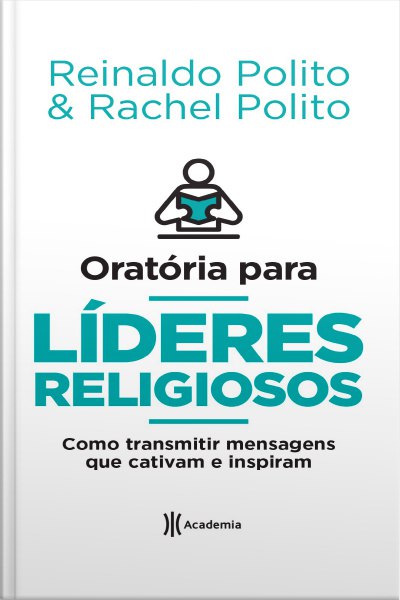 Reinaldo Polito
& Rachel Polito
Oratória para
LÍDERES
RELIGIOSOS
Como transmitir mensagens
que cativam e inspiram
Academia